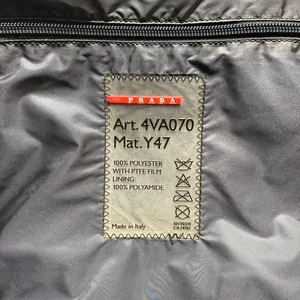 PRADA
Art. 4VA070
Mat. Y47
100% POLYESTER
WITH PTFE FILM
LINING:
100% POLYAMIDE
Made in Italy